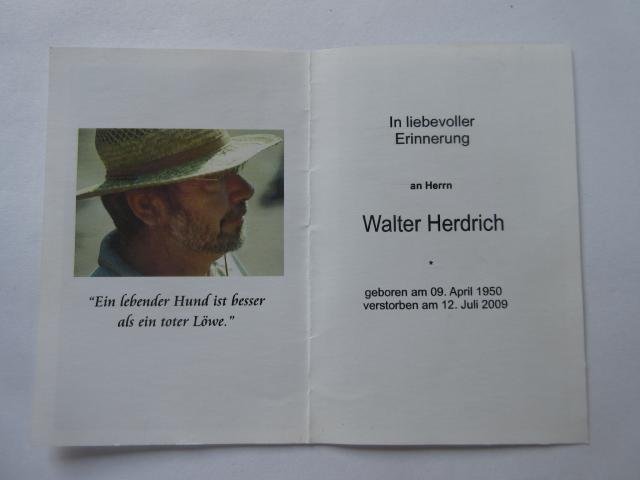 "Ein lebender Hund ist besser
als ein toter Löwe."
In liebevoller
Erinnerung
an Herrn
Walter Herdrich
*
geboren am 09. April 1950
verstorben am 12. Juli 2009